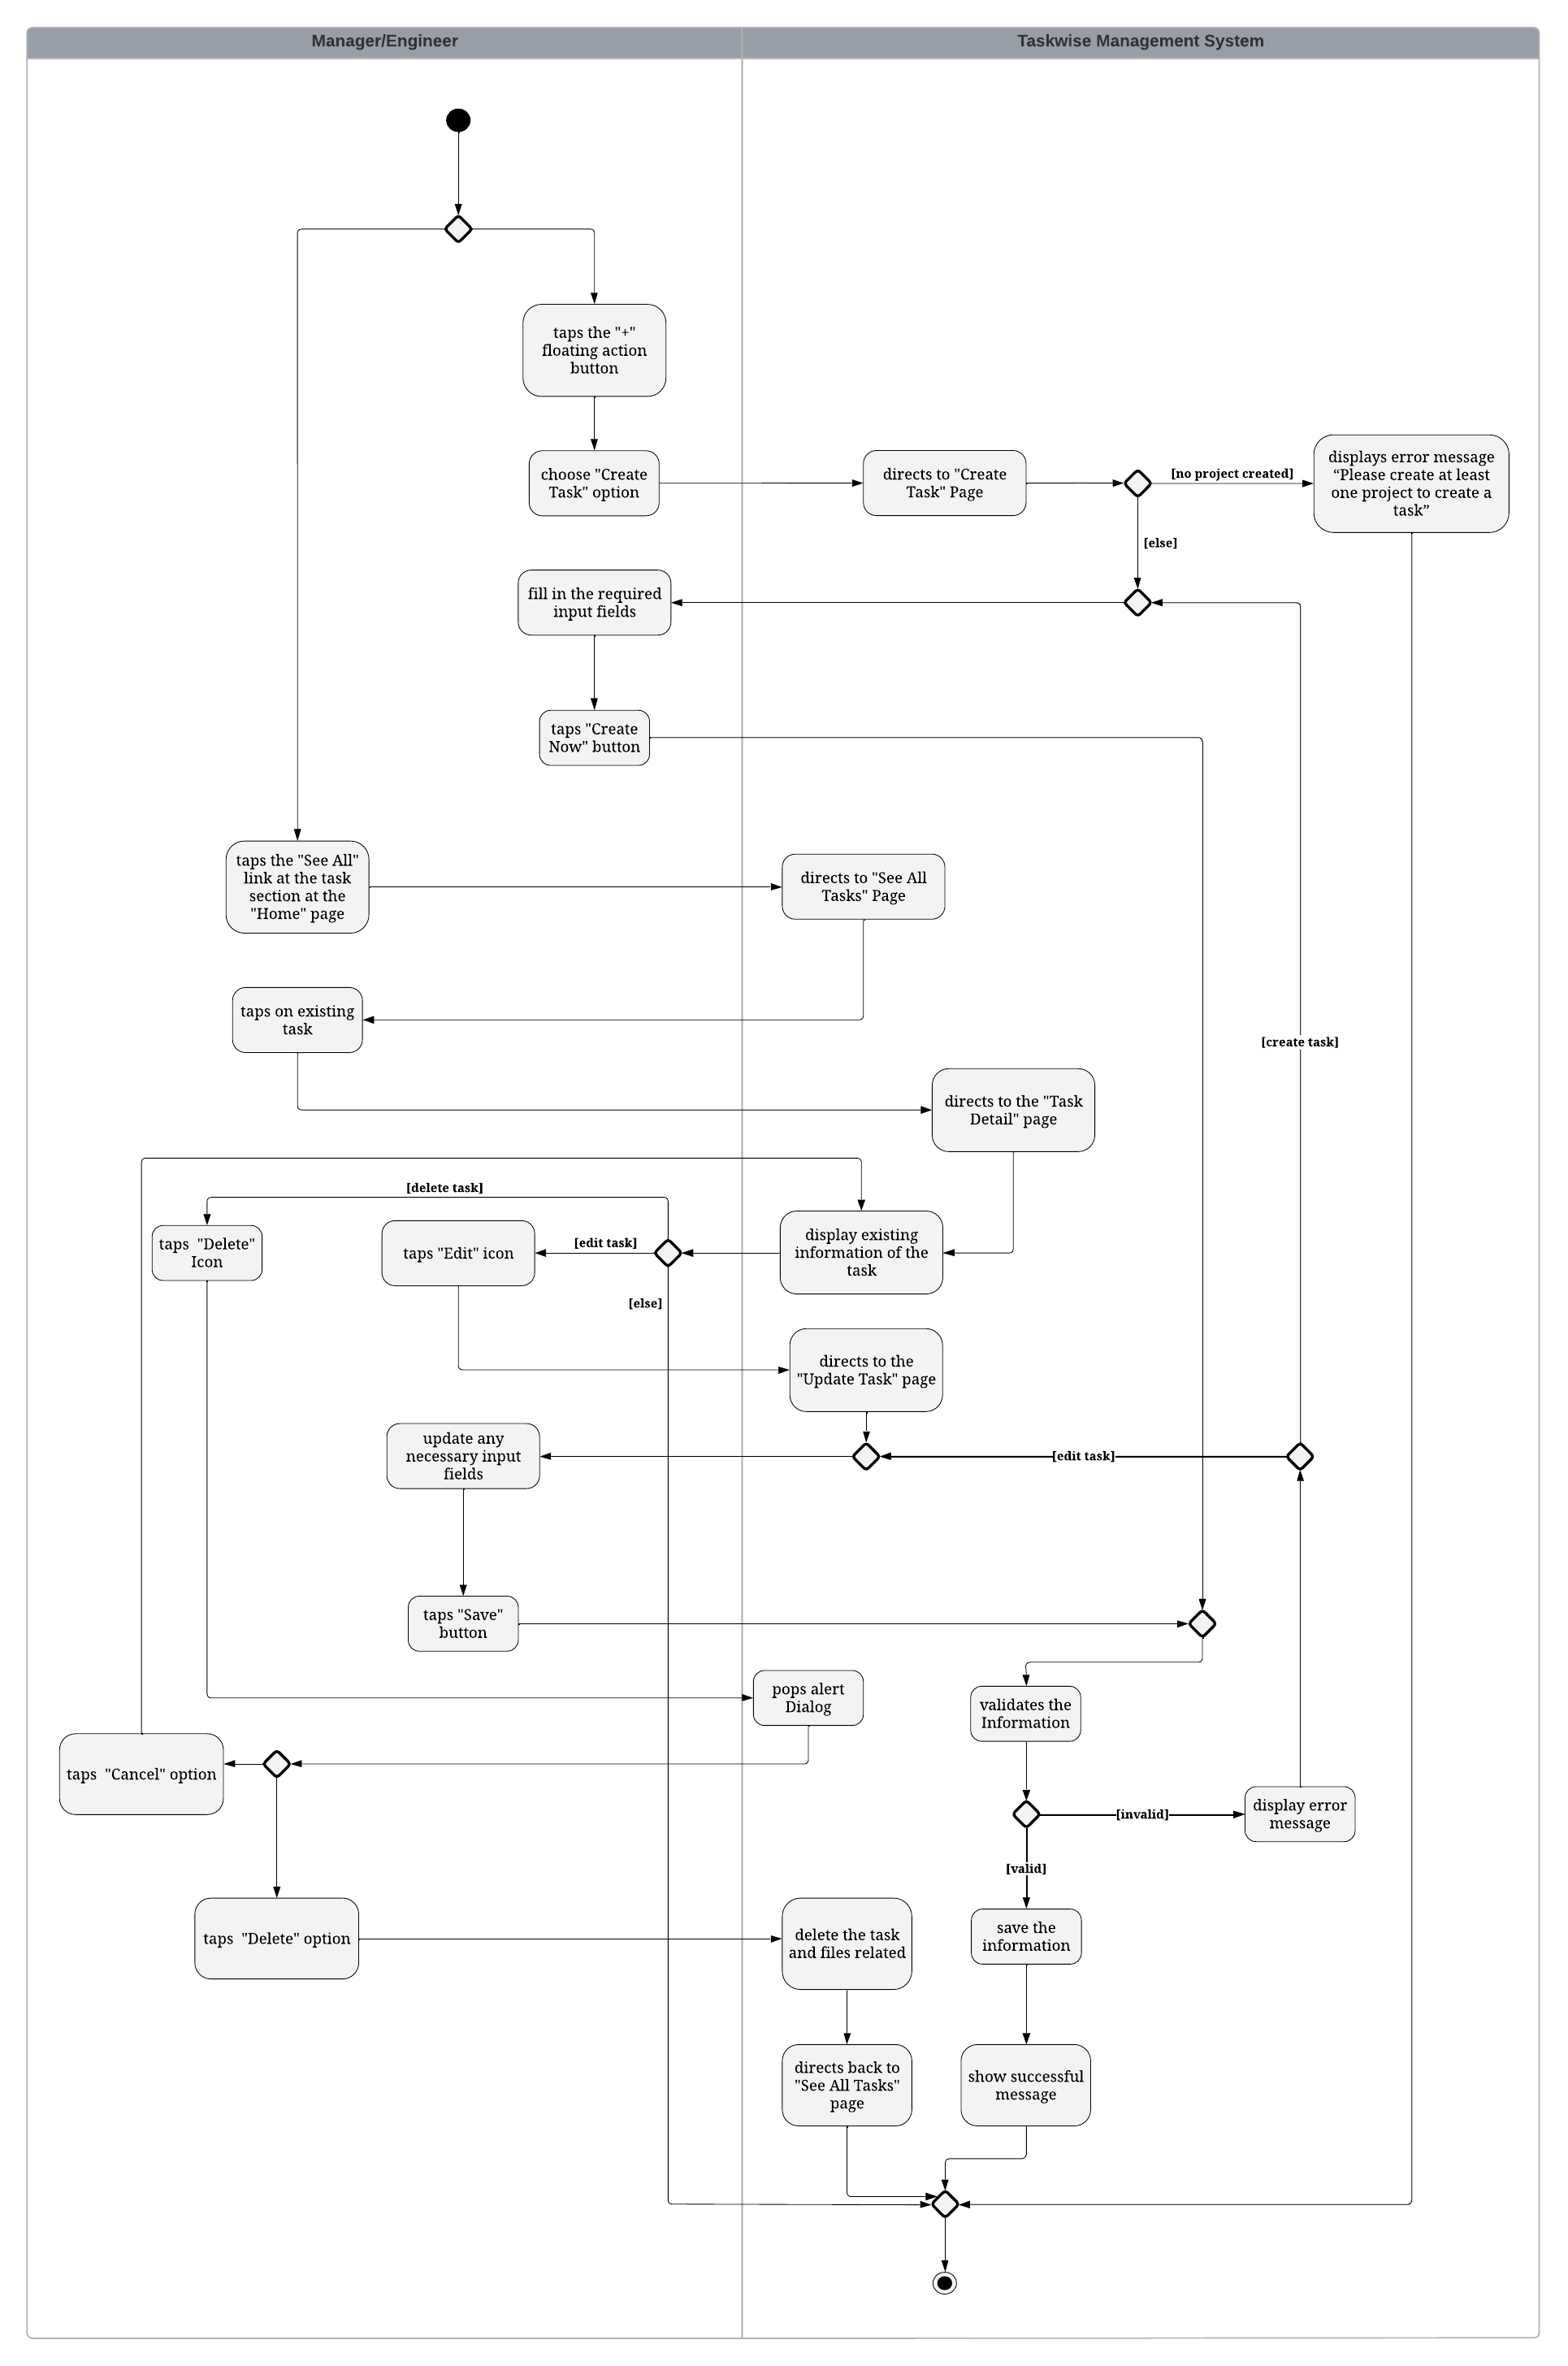 Manager/Engineer
Taskwise Management System
taps the "+"
floating action
button
choose "Create
Task" option
directs to "Create
Task" Page
[no project created]
displays error message
“Please create at least
one project to create a
task”
[else]
fill in the required
input fields
taps "Create
Now" button
taps the "See All"
link at the task
section at the
"Home" page
directs to "See All
Tasks" Page
taps on existing
task
[create task]
directs to the "Task
Detail" page
[delete task]
taps  "Delete"
Icon
taps "Edit" icon
[edit task]
display existing
information of the
task
[else]
directs to the
"Update Task" page
update any
necessary input
fields
[edit task]
taps "Save"
button
pops alert
Dialog
validates the
Information
taps  "Cancel" option
[invalid]
display error
message
[valid]
taps  "Delete" option
delete the task
and files related
save the
information
directs back to
"See All Tasks"
page
show successful
message